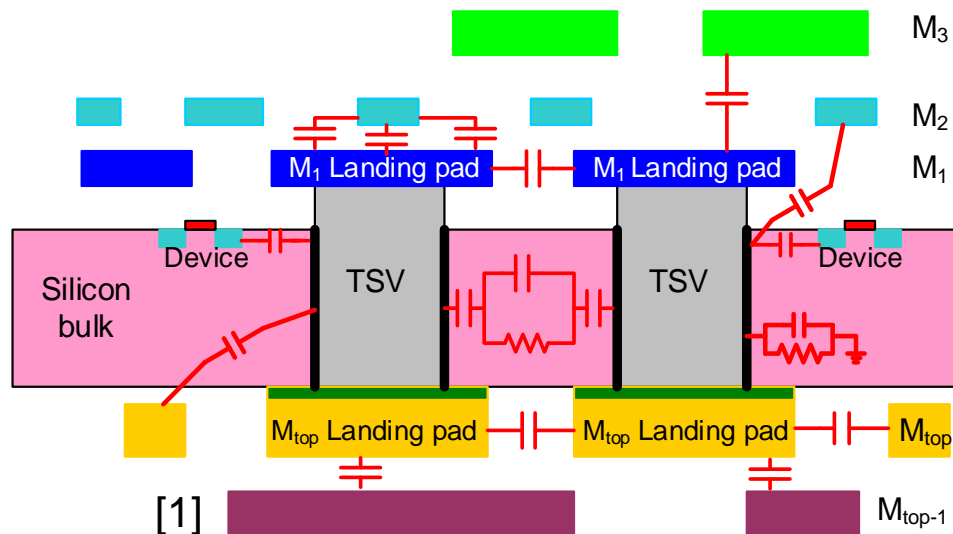 M3
M2
M1 Landing pad
M1 Landing pad
M1
Device
TSV
TSV
Device
Silicon
bulk
Mtop Landing pad
Mtop Landing pad
Mtop
[1]
Mtop-1